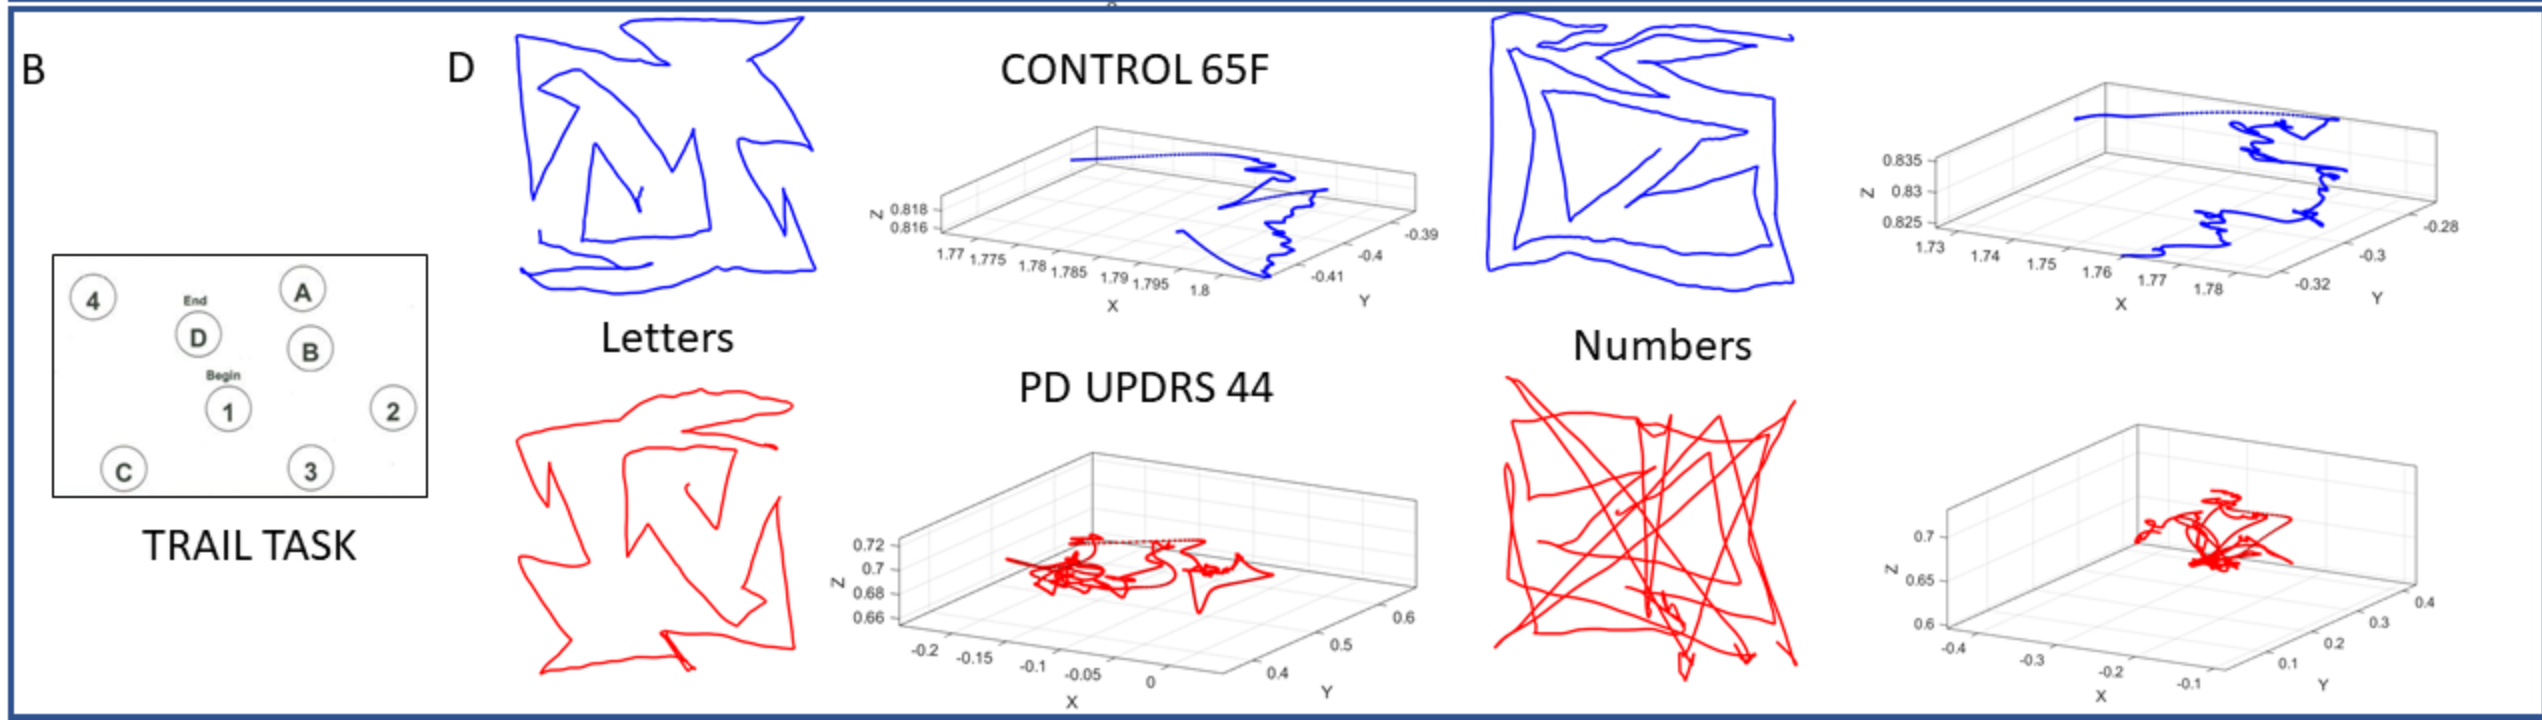 B
D
CONTROL 65F
Letters
Numbers
PD UPDRS 44
4
End
D
A
B
Begin
1
2
C
3
TRAIL TASK
Z
0.818
0.816
1.77
1.775
1.78
1.785
1.79
1.795
1.8
X
-0.41
-0.4
-0.39
Y
Z
0.835
0.83
0.825
1.73
1.74
1.75
1.76
1.77
1.78
X
-0.32
-0.3
-0.28
Y
Z
0.72
0.7
0.68
0.66
-0.2
-0.15
-0.1
-0.05
0
X
0.4
0.5
0.6
Y
Z
0.7
0.65
0.6
-0.4
-0.3
-0.2
-0.1
X
0.1
0.2
0.3
0.4
Y